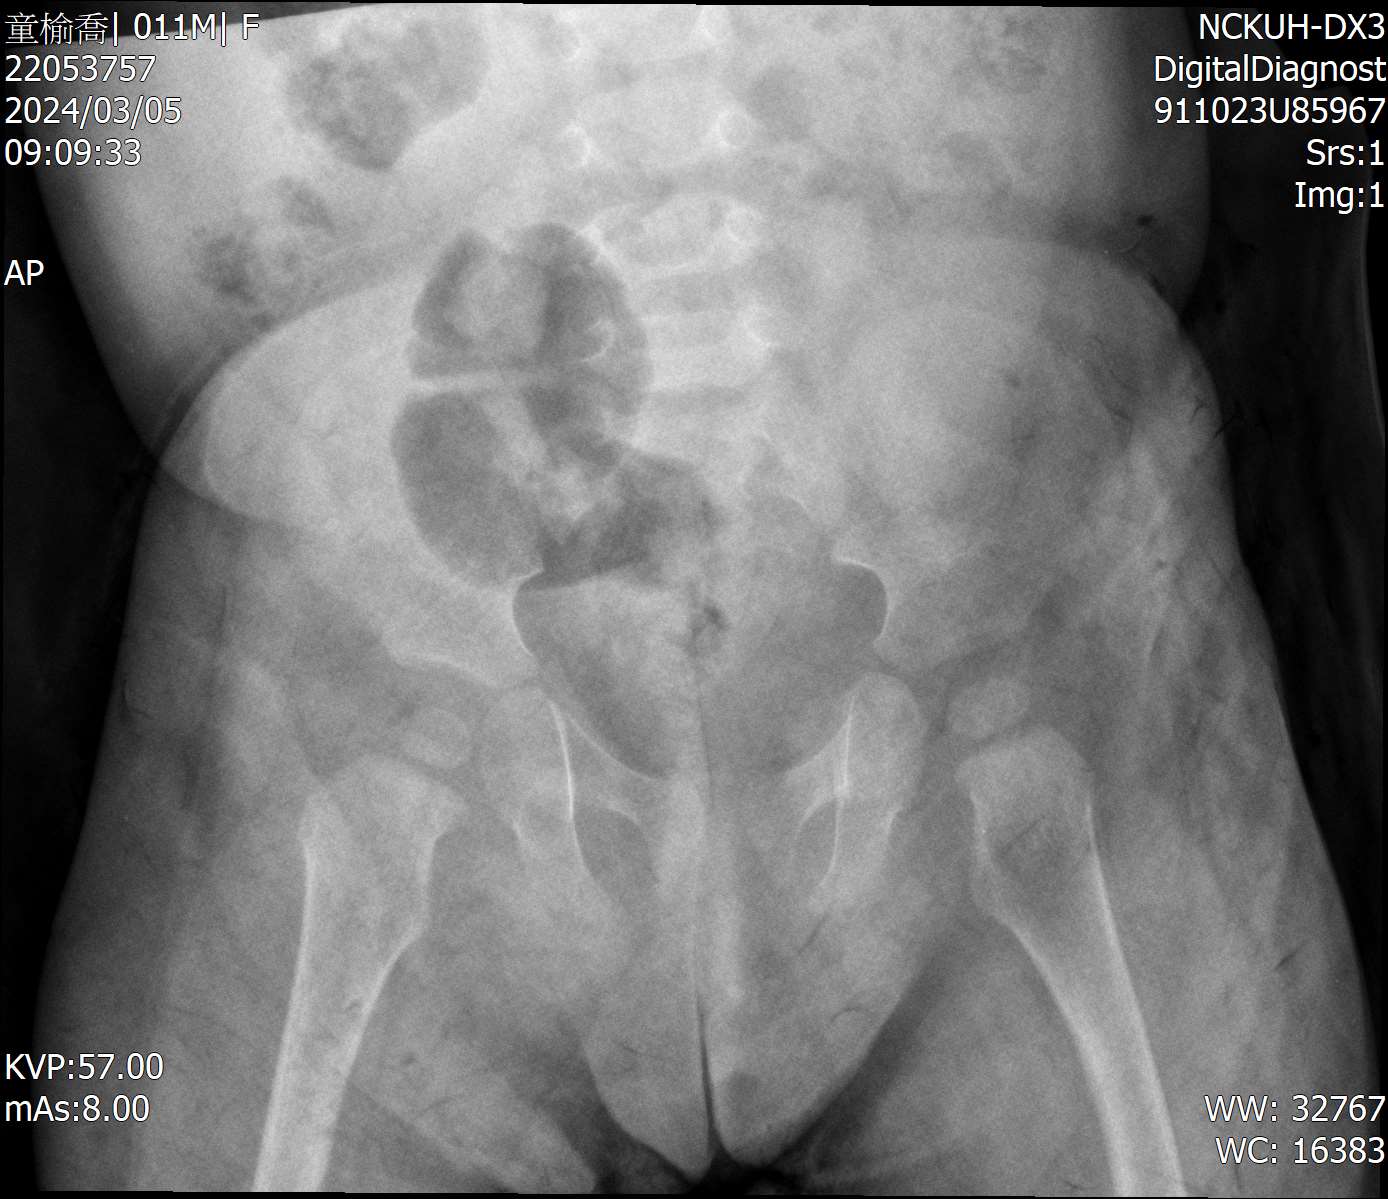 童榆喬| 011M| F
22053757
2024/03/05
09:09:33
AP
NCKUH-DX3
DigitalDiagnost
911023U85967
Srs:1
Img:1
KVP:57.00
mAs:8.00
WW: 32767
WC: 16383